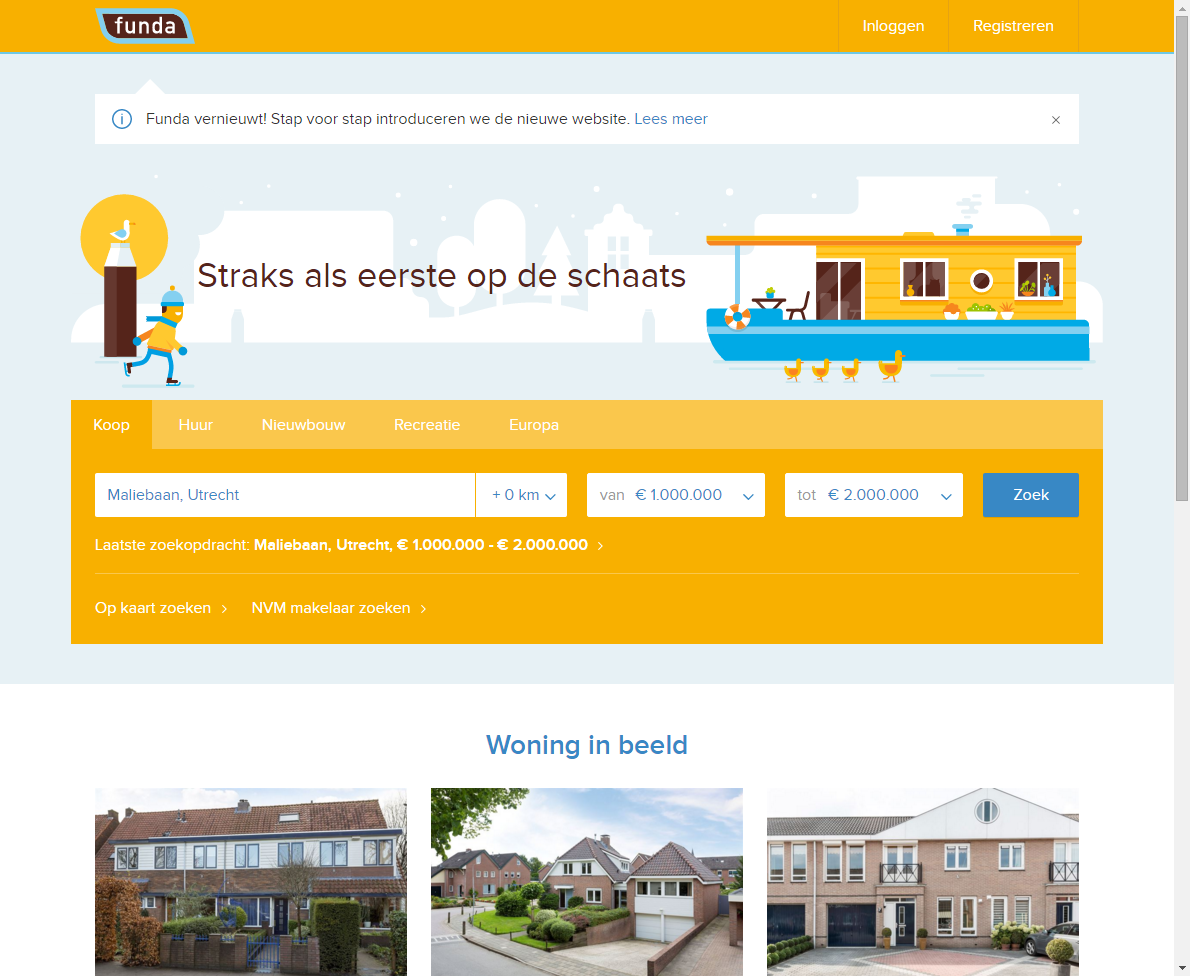 funda
Inloggen
Registreren
Funda vernieuwt! Stap voor stap introduceren we de nieuwe website. Lees meer
Straks als eerste op de schaats
Koop
Huur
Nieuwbouw
Recreatie
Europa
Maliebaan, Utrecht
+ 0 km
van € 1.000.000
tot € 2.000.000
Zoek
Laatste zoekopdracht: Maliebaan, Utrecht, € 1.000.000 - € 2.000.000
Op kaart zoeken
NVM makelaar zoeken
Woning in beeld